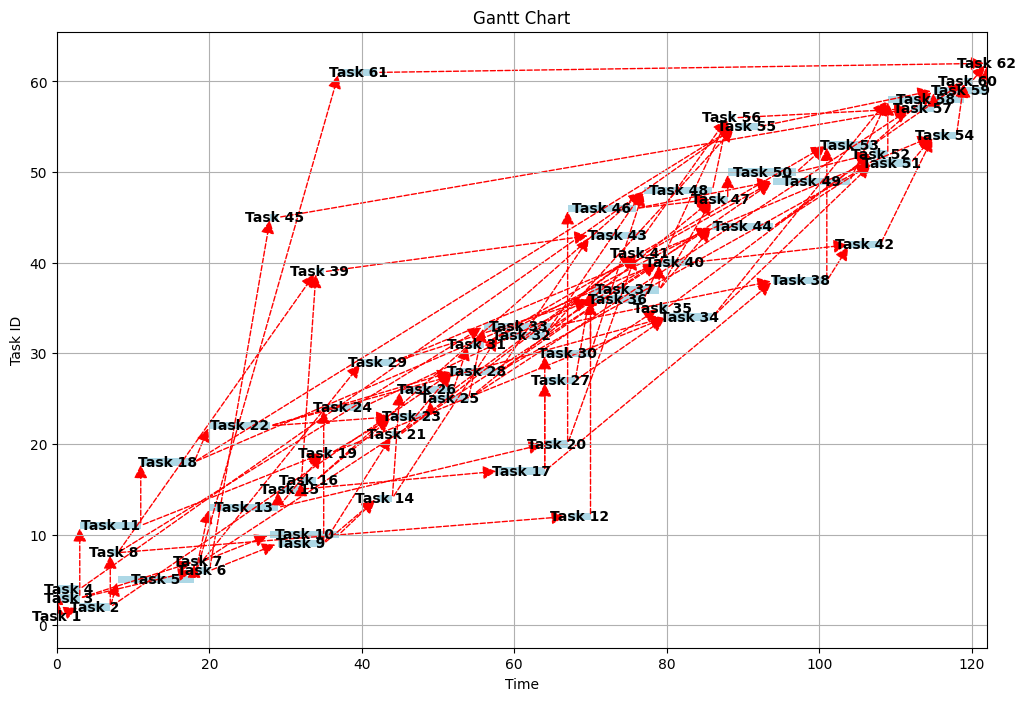 Gantt Chart
Task ID
60
50
40
30
20
10
0
Task 62
Task 61
Task 60
Task 59
Task 58
Task 57
Task 56
Task 55
Task 54
Task 53
Task 52
Task 51
Task 50
Task 49
Task 48
Task 47
Task 46
Task 45
Task 44
Task 43
Task 42
Task 41
Task 40
Task 39
Task 38
Task 37
Task 36
Task 35
Task 34
Task 33
Task 32
Task 31
Task 30
Task 29
Task 28
Task 27
Task 26
Task 25
Task 24
Task 23
Task 22
Task 21
Task 20
Task 19
Task 18
Task 17
Task 16
Task 15
Task 14
Task 13
Task 12
Task 11
Task 10
Task 9
Task 8
Task 7
Task 6
Task 5
Task 4
Task 3
Task 2
Task 1
0 20 40 60 80 100 120
Time